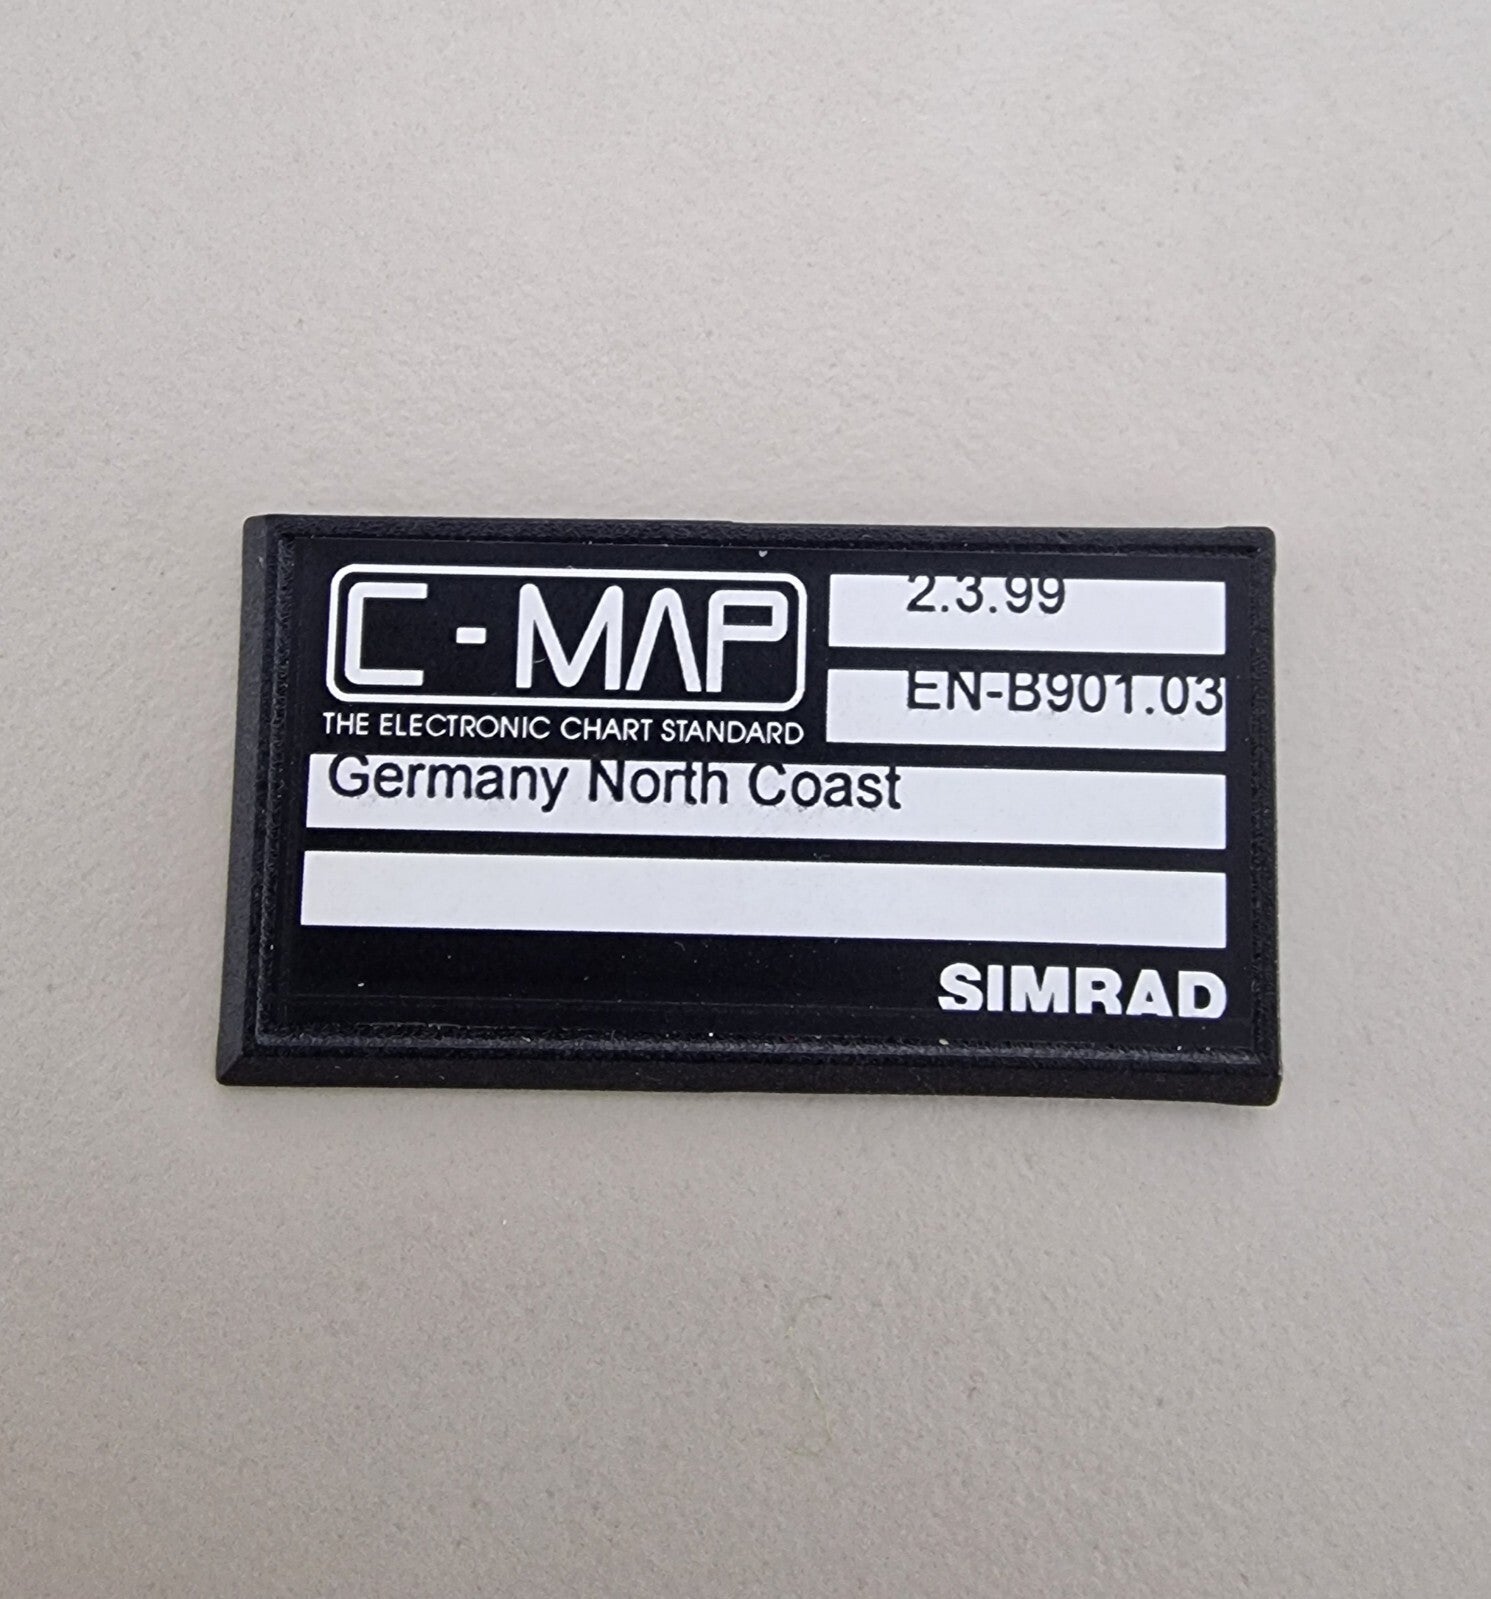 C-MAP
THE ELECTRONIC CHART STANDARD
2.3.99
EN-B901.03
Germany North Coast
SIMRAD